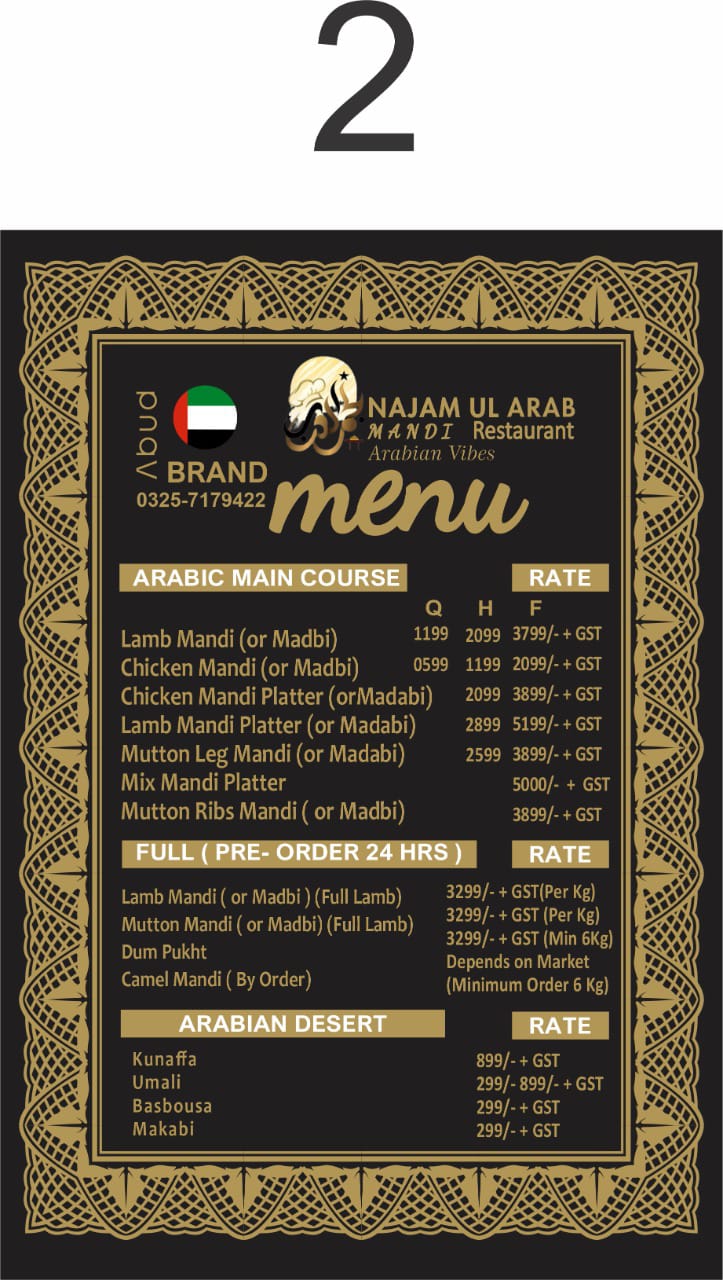 2
Abud
BRAND
0325-7179422
NAJAM UL ARAB
MANDI Restaurant
Arabian Vibes
menu
ARABIC MAIN COURSE RATE
Q H F
Lamb Mandi (or Madbi) 1199 2099 3799/- + GST
Chicken Mandi (or Madbi) 0599 1199 2099/- + GST
Chicken Mandi Platter (orMadabi) 2099 3899/- + GST
Lamb Mandi Platter (or Madabi) 2899 5199/- + GST
Mutton Leg Mandi (or Madabi) 2599 3899/- + GST
Mix Mandi Platter 5000/- + GST
Mutton Ribs Mandi ( or Madbi) 3899/- + GST
FULL ( PRE- ORDER 24 HRS ) RATE
Lamb Mandi ( or Madbi ) (Full Lamb) 3299/- + GST(Per Kg)
Mutton Mandi ( or Madbi) (Full Lamb) 3299/- + GST (Per Kg)
Dum Pukht 3299/- + GST (Min 6Kg)
Camel Mandi ( By Order) Depends on Market
(Minimum Order 6 Kg)
ARABIAN DESERT RATE
Kunaffa 899/- + GST
Umali 299/- 899/- + GST
Basbousa 299/- + GST
Makabi 299/- + GST